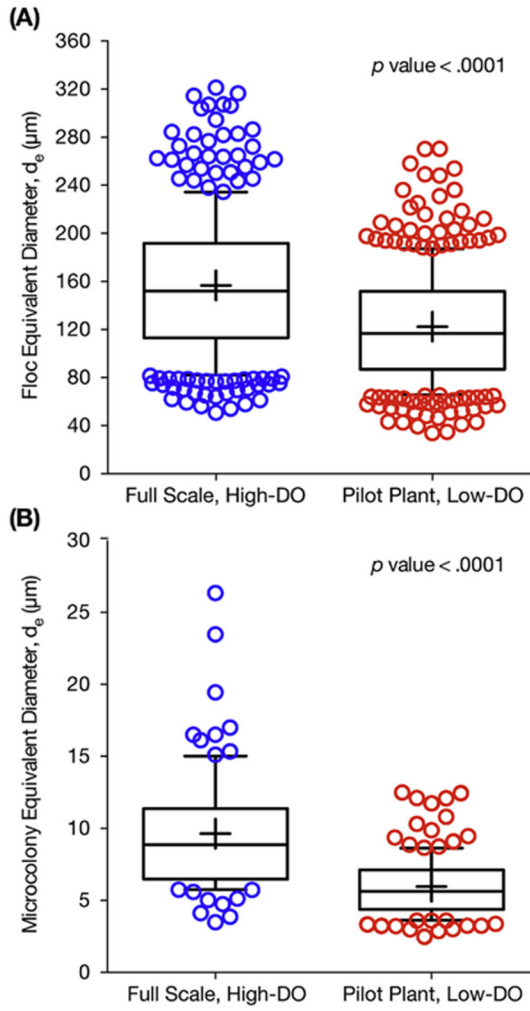 (A)
360
320
280
240
200
160
120
80
40
0
Floc Equivalent Diameter, de (µm)
p value < .0001
Full Scale, High-DO
Pilot Plant, Low-DO
(B)
30
25
20
15
10
5
0
Microcolony Equivalent Diameter, de (µm)
p value < .0001
Full Scale, High-DO
Pilot Plant, Low-DO